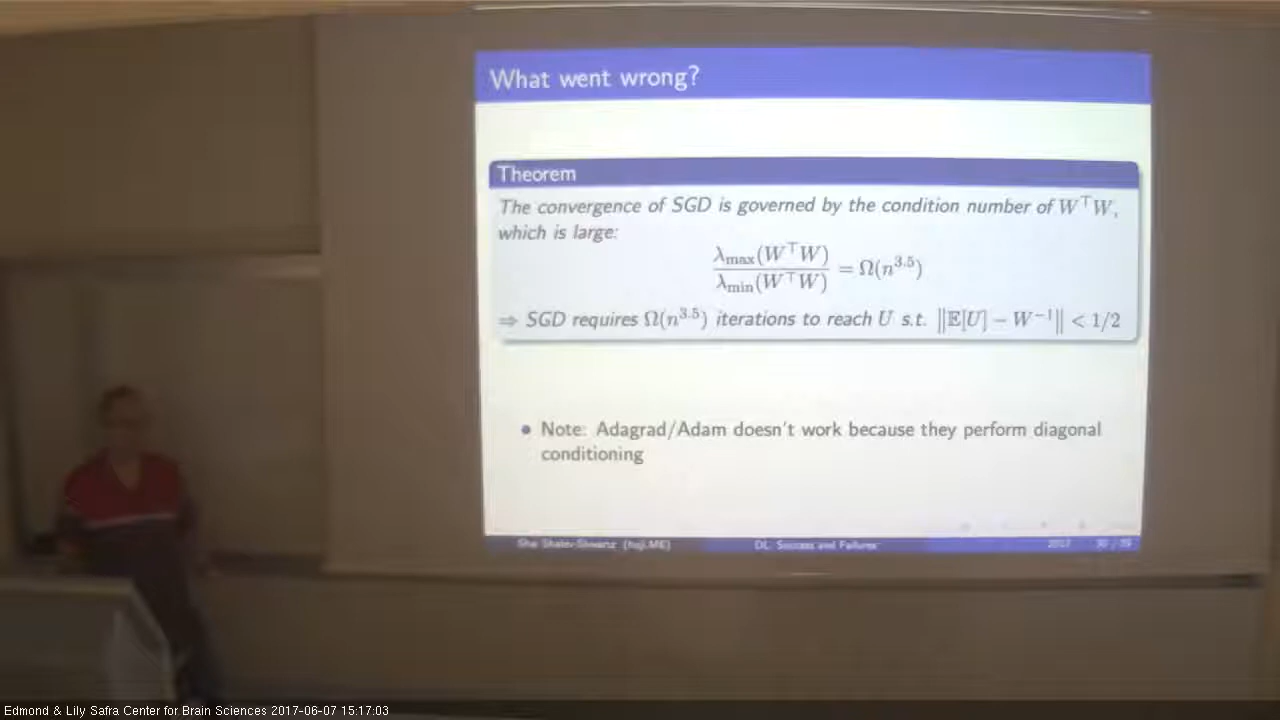 What went wrong?
Theorem
The convergence of SGD is governed by the condition number of W⊤W,
which is large:
λmax(W⊤W)
λmin(W⊤W) = Ω(n^3.5)
⇒ SGD requires Ω(n^3.5) iterations to reach U s.t. ‖𝔼[U] − W^−1‖ < 1/2
• Note: Adagrad/Adam doesn't work because they perform diagonal
conditioning
DL: Success and Failures
2017
Edmond & Lily Safra Center for Brain Sciences 2017-06-07 15:17:03